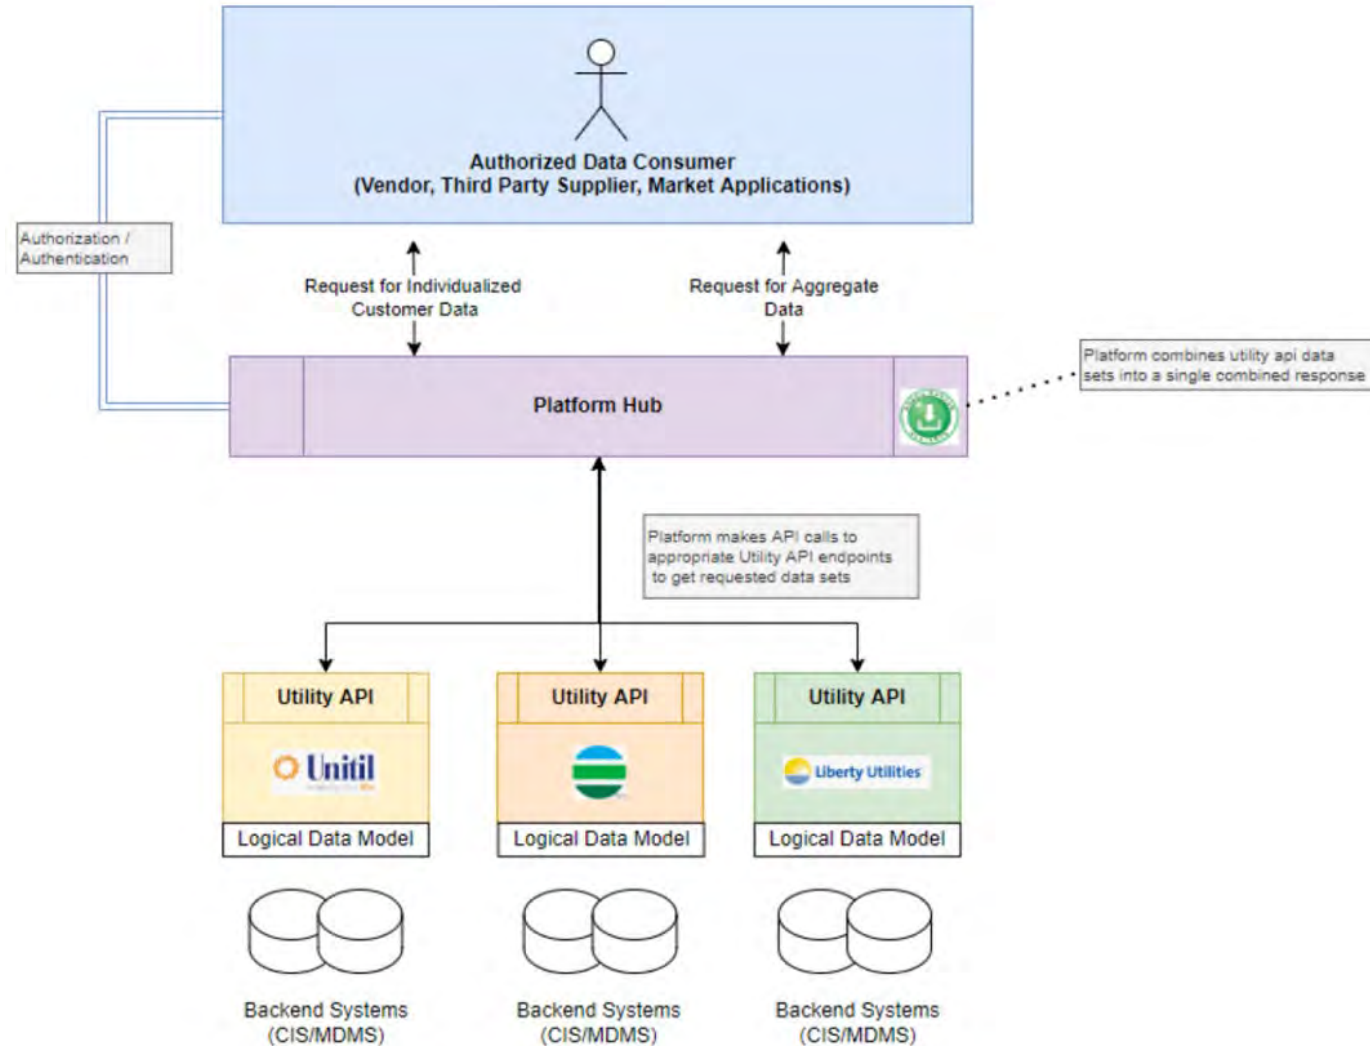 Authorized Data Consumer
(Vendor, Third Party Supplier, Market Applications)
Authorization /
Authentication
Request for Individualized
Customer Data
Request for Aggregate
Data
Platform combines utility api data
sets into a single combined response
Platform Hub
Platform makes API calls to
appropriate Utility API endpoints
to get requested data sets
Utility API
Utility API
Utility API
Unitil
Liberty Utilities
Logical Data Model
Logical Data Model
Logical Data Model
Backend Systems
(CIS/MDMS)
Backend Systems
(CIS/MDMS)
Backend Systems
(CIS/MDMS)